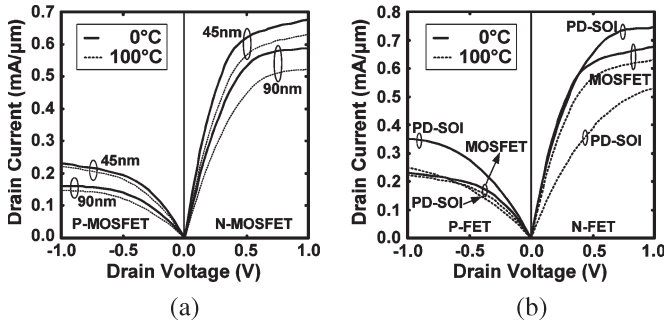 0.7
0.6
0.5
0.4
0.3
0.2
0.1
0.0
-1.0 -0.5 0.0 0.5 1.0
Drain Current (mA/µm)
Drain Voltage (V)
0°C
100°C
45nm
90nm
45nm
90nm
P-MOSFET
N-MOSFET
(a)
0.8
0.7
0.6
0.5
0.4
0.3
0.2
0.1
0.0
-1.0 -0.5 0.0 0.5 1.0
Drain Current (mA/µm)
Drain Voltage (V)
0°C
100°C
PD-SOI
MOSFET
PD-SOI
PD-SOI
MOSFET
PD-SOI
P-FET
N-FET
(b)